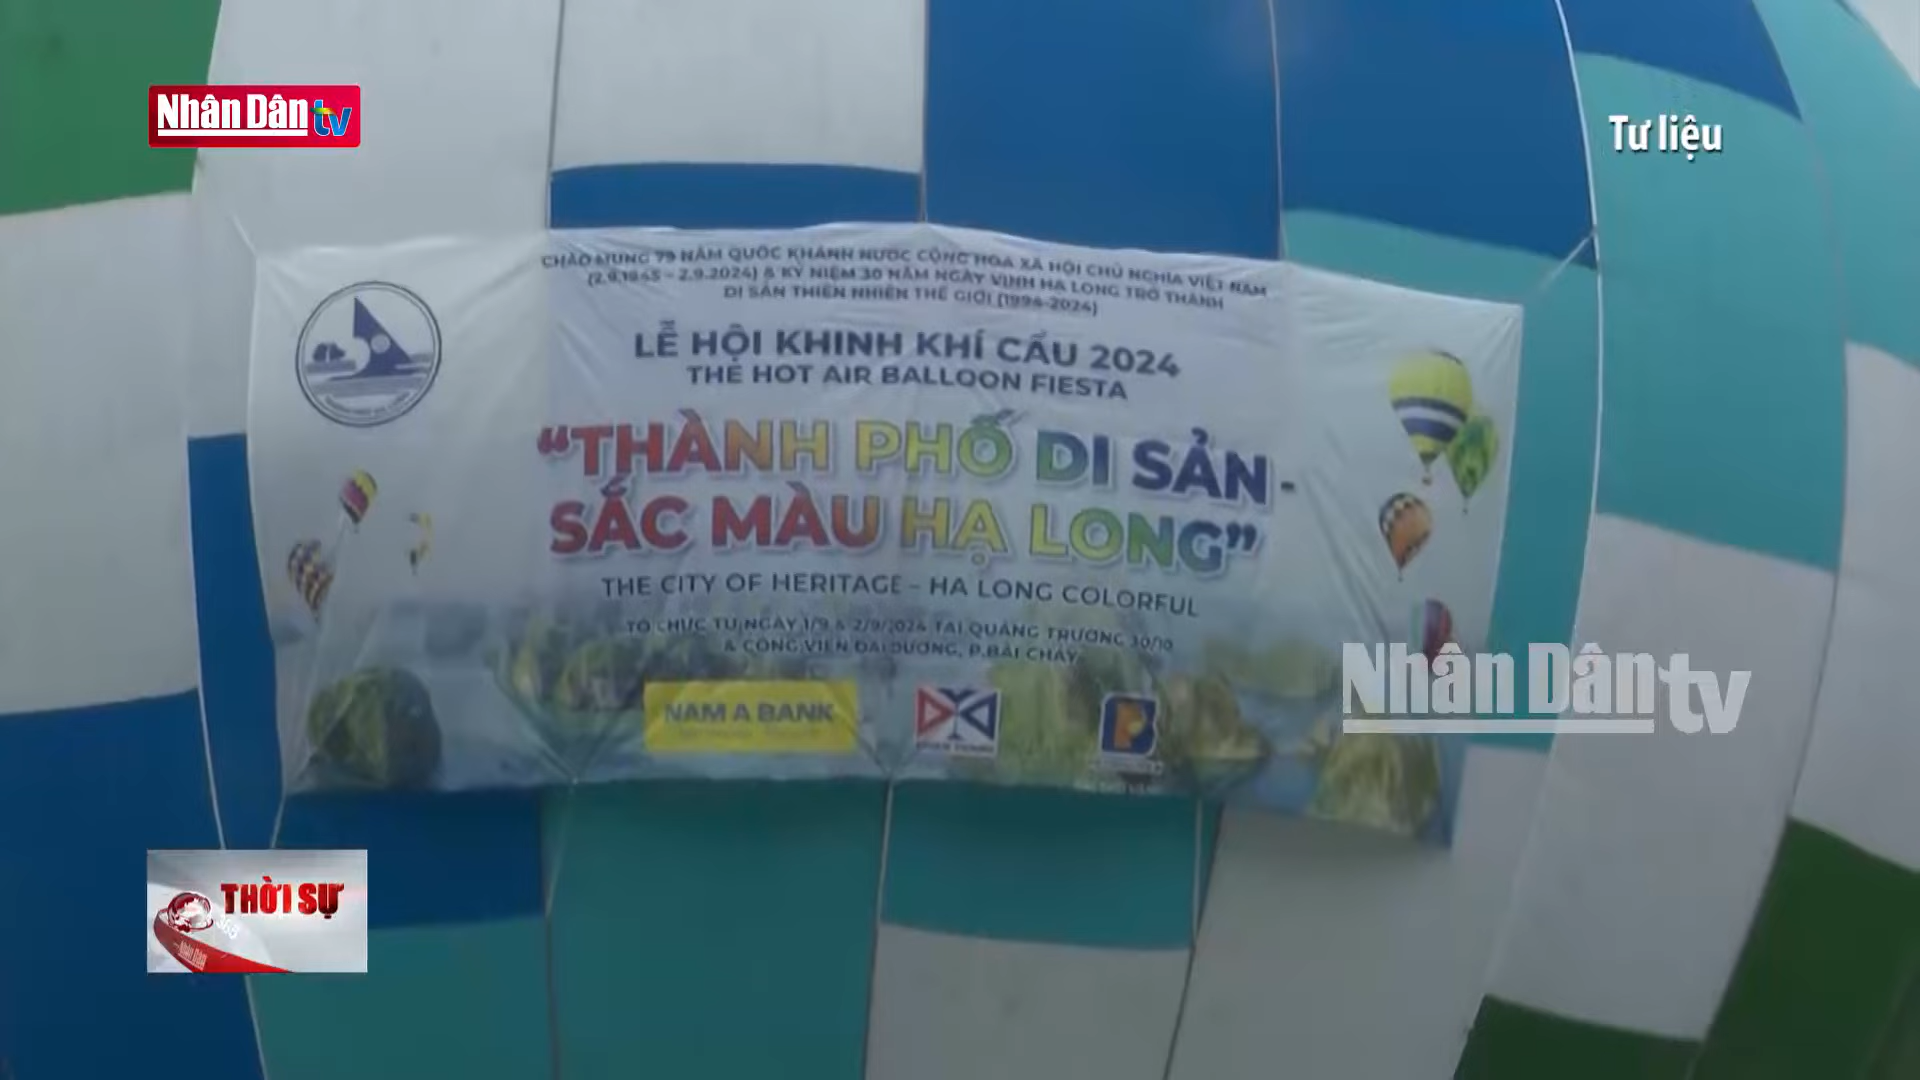 Nhân Dân tv
Tư liệu
CHÀO MỪNG 79 NĂM QUỐC KHÁNH NƯỚC CỘNG HOÀ XÃ HỘI CHỦ NGHĨA VIỆT NAM
(2.9.1945 - 2.9.2024) & KỶ NIỆM 30 NĂM NGÀY VỊNH HẠ LONG TRỞ THÀNH
DI SẢN THIÊN NHIÊN THẾ GIỚI (1994-2024)
LỄ HỘI KHINH KHÍ CẦU 2024
THE HOT AIR BALLOON FIESTA
“THÀNH PHỐ DI SẢN -
SẮC MÀU HẠ LONG”
THE CITY OF HERITAGE - HA LONG COLORFUL
TỔ CHỨC TỪ NGÀY 1/9 & 2/9/2024 TẠI QUẢNG TRƯỜNG 30/10
& CÔNG VIÊN ĐẠI DƯƠNG, P.BÃI CHÁY
NAM A BANK
Nhân Dân tv
THỜI SỰ
365
NHÂN DÂN